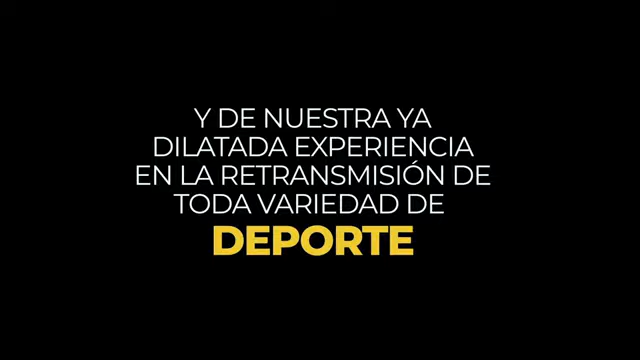 Y DE NUESTRA YA
DILATADA EXPERIENCIA
EN LA RETRANSMISIÓN DE
TODA VARIEDAD DE
DEPORTE